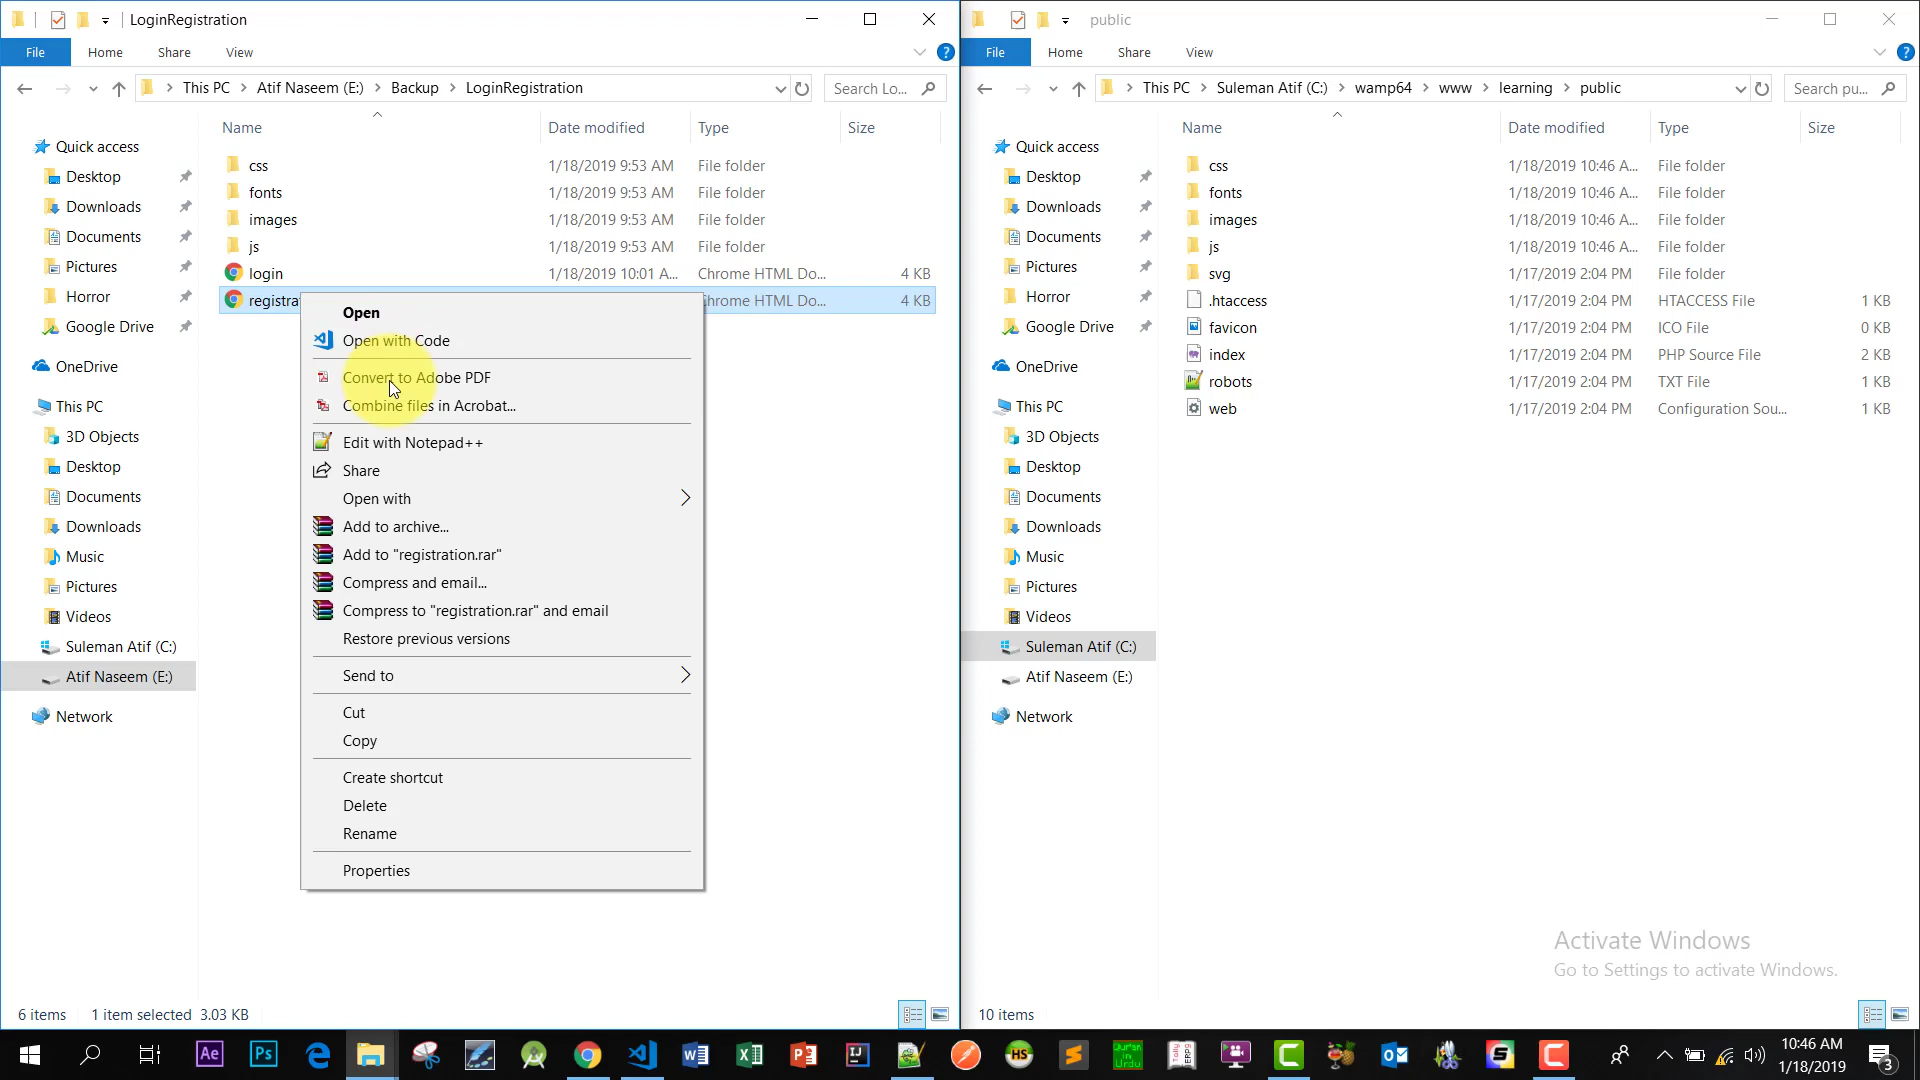 LoginRegistration
File Home Share View
This PC Atif Naseem (E:) Backup LoginRegistration
Search Lo...
Name Date modified Type Size
Quick access
Desktop
Downloads
Documents
Pictures
Horror
Google Drive
OneDrive
This PC
3D Objects
Desktop
Documents
Downloads
Music
Pictures
Videos
Suleman Atif (C:)
Atif Naseem (E:)
Network
css 1/18/2019 9:53 AM File folder
fonts 1/18/2019 9:53 AM File folder
images 1/18/2019 9:53 AM File folder
js 1/18/2019 9:53 AM File folder
login 1/18/2019 10:01 A... Chrome HTML Do... 4 KB
registra Chrome HTML Do... 4 KB
Open
Open with Code
Convert to Adobe PDF
Combine files in Acrobat...
Edit with Notepad++
Share
Open with
Add to archive...
Add to "registration.rar"
Compress and email...
Compress to "registration.rar" and email
Restore previous versions
Send to
Cut
Copy
Create shortcut
Delete
Rename
Properties
6 items 1 item selected 3.03 KB
public
File Home Share View
This PC Suleman Atif (C:) wamp64 www learning public
Search pu...
Name Date modified Type Size
Quick access
Desktop
Downloads
Documents
Pictures
Horror
Google Drive
OneDrive
This PC
3D Objects
Desktop
Documents
Downloads
Music
Pictures
Videos
Suleman Atif (C:)
Atif Naseem (E:)
Network
css 1/18/2019 10:46 A... File folder
fonts 1/18/2019 10:46 A... File folder
images 1/18/2019 10:46 A... File folder
js 1/18/2019 10:46 A... File folder
svg 1/17/2019 2:04 PM File folder
.htaccess 1/17/2019 2:04 PM HTACCESS File 1 KB
favicon 1/17/2019 2:04 PM ICO File 0 KB
index 1/17/2019 2:04 PM PHP Source File 2 KB
robots 1/17/2019 2:04 PM TXT File 1 KB
web 1/17/2019 2:04 PM Configuration Sou... 1 KB
Activate Windows
Go to Settings to activate Windows.
10 items
Ae Ps HS Qur'an in Urdu Tally ERP9
10:46 AM
1/18/2019
3